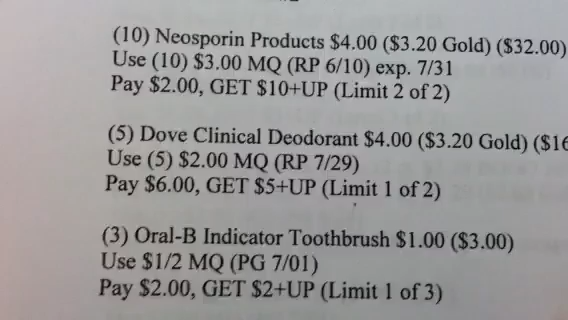 (10) Neosporin Products $4.00 ($3.20 Gold) ($32.00)
Use (10) $3.00 MQ (RP 6/10) exp. 7/31
Pay $2.00, GET $10+UP (Limit 2 of 2)
(5) Dove Clinical Deodorant $4.00 ($3.20 Gold) ($16
Use (5) $2.00 MQ (RP 7/29)
Pay $6.00, GET $5+UP (Limit 1 of 2)
(3) Oral-B Indicator Toothbrush $1.00 ($3.00)
Use $1/2 MQ (PG 7/01)
Pay $2.00, GET $2+UP (Limit 1 of 3)